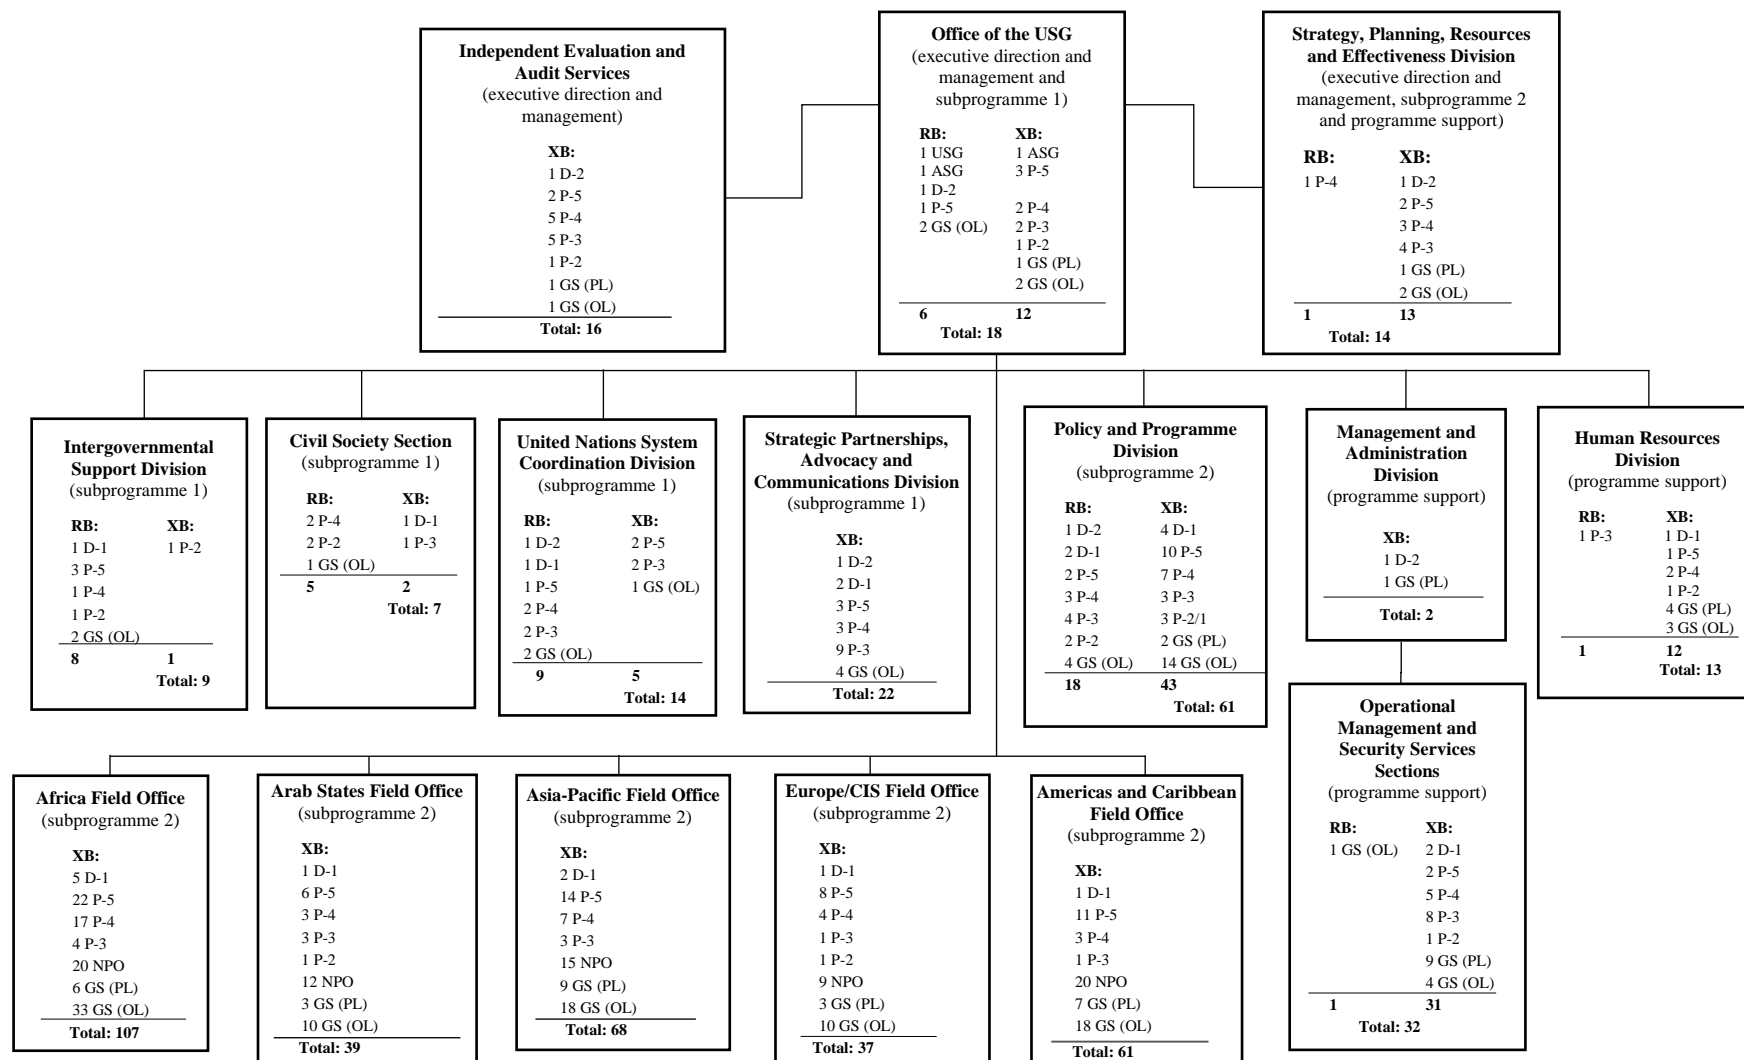 Independent Evaluation and
Audit Services
(executive direction and
management)
XB:
1 D-2
2 P-5
5 P-4
5 P-3
1 P-2
1 GS (PL)
1 GS (OL)
Total: 16
Office of the USG
(executive direction and
management and
subprogramme 1)
RB: XB:
1 USG 1 ASG
1 ASG 3 P-5
1 D-2
1 P-5 2 P-4
2 GS (OL) 2 P-3
1 P-2
1 GS (PL)
2 GS (OL)
6 12
Total: 18
Strategy, Planning, Resources
and Effectiveness Division
(executive direction and
management, subprogramme 2
and programme support)
RB: XB:
1 P-4 1 D-2
2 P-5
3 P-4
4 P-3
1 GS (PL)
2 GS (OL)
1 13
Total: 14
Intergovernmental
Support Division
(subprogramme 1)
RB: XB:
1 D-1 1 P-2
3 P-5
1 P-4
1 P-2
2 GS (OL)
8 1
Total: 9
Civil Society Section
(subprogramme 1)
RB: XB:
2 P-4 1 D-1
2 P-2 1 P-3
1 GS (OL)
5 2
Total: 7
United Nations System
Coordination Division
(subprogramme 1)
RB: XB:
1 D-2 2 P-5
1 D-1 2 P-3
1 P-5 1 GS (OL)
2 P-4
2 P-3
2 GS (OL)
9 5
Total: 14
Strategic Partnerships,
Advocacy and
Communications Division
(subprogramme 1)
XB:
1 D-2
2 D-1
3 P-5
3 P-4
9 P-3
4 GS (OL)
Total: 22
Policy and Programme
Division
(subprogramme 2)
RB: XB:
1 D-2 4 D-1
2 D-1 10 P-5
2 P-5 7 P-4
3 P-4 3 P-3
4 P-3 3 P-2/1
2 P-2 2 GS (PL)
4 GS (OL) 14 GS (OL)
18 43
Total: 61
Management and
Administration
Division
(programme support)
XB:
1 D-2
1 GS (PL)
Total: 2
Human Resources
Division
(programme support)
RB: XB:
1 P-3 1 D-1
1 P-5
2 P-4
1 P-2
4 GS (PL)
3 GS (OL)
1 12
Total: 13
Operational
Management and
Security Services
Sections
(programme support)
RB: XB:
1 GS (OL) 2 D-1
2 P-5
5 P-4
8 P-3
1 P-2
9 GS (PL)
4 GS (OL)
1 31
Total: 32
Africa Field Office
(subprogramme 2)
XB:
5 D-1
22 P-5
17 P-4
4 P-3
20 NPO
6 GS (PL)
33 GS (OL)
Total: 107
Arab States Field Office
(subprogramme 2)
XB:
1 D-1
6 P-5
3 P-4
3 P-3
1 P-2
12 NPO
3 GS (PL)
10 GS (OL)
Total: 39
Asia-Pacific Field Office
(subprogramme 2)
XB:
2 D-1
14 P-5
7 P-4
3 P-3
15 NPO
9 GS (PL)
18 GS (OL)
Total: 68
Europe/CIS Field Office
(subprogramme 2)
XB:
1 D-1
8 P-5
4 P-4
1 P-3
1 P-2
9 NPO
3 GS (PL)
10 GS (OL)
Total: 37
Americas and Caribbean
Field Office
(subprogramme 2)
XB:
1 D-1
11 P-5
3 P-4
1 P-3
20 NPO
7 GS (PL)
18 GS (OL)
Total: 61